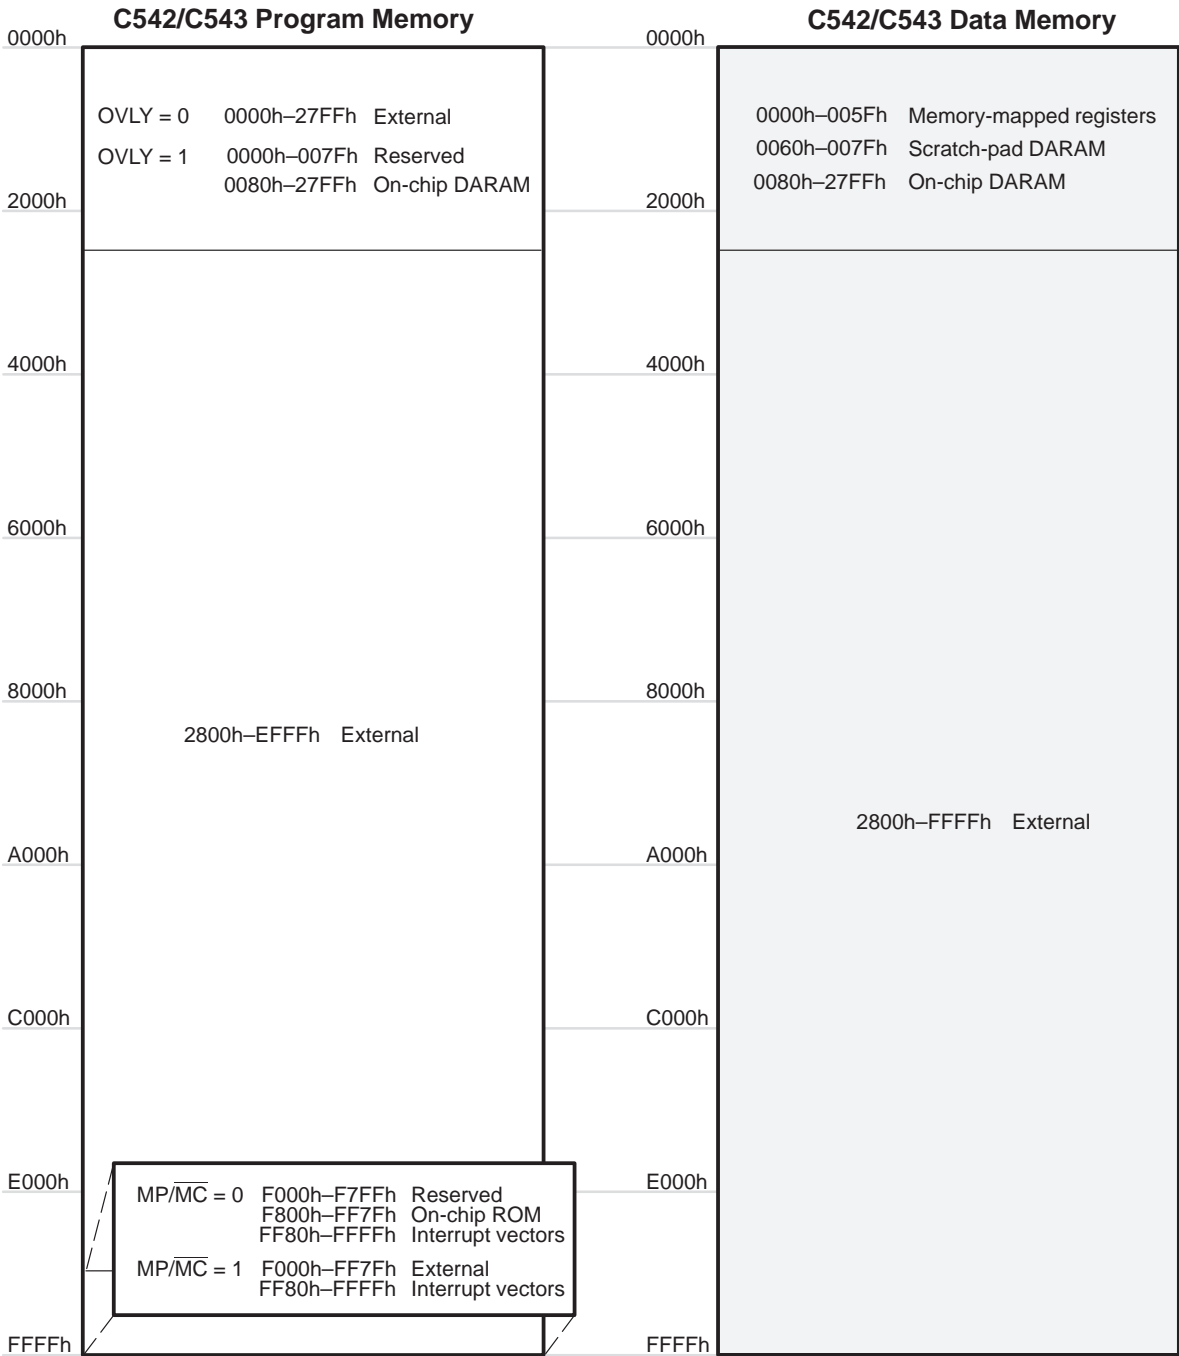 C542/C543 Program Memory
0000h
OVLY = 0 0000h–27FFh External
OVLY = 1 0000h–007Fh Reserved
0080h–27FFh On-chip DARAM
2000h
4000h
6000h
8000h
2800h–EFFFh External
A000h
C000h
E000h
MP/M̅C̅ = 0 F000h–F7FFh Reserved
F800h–FF7Fh On-chip ROM
FF80h–FFFFh Interrupt vectors
MP/M̅C̅ = 1 F000h–FF7Fh External
FF80h–FFFFh Interrupt vectors
FFFFh
C542/C543 Data Memory
0000h
0000h–005Fh Memory-mapped registers
0060h–007Fh Scratch-pad DARAM
0080h–27FFh On-chip DARAM
2000h
4000h
6000h
8000h
2800h–FFFFh External
A000h
C000h
E000h
FFFFh